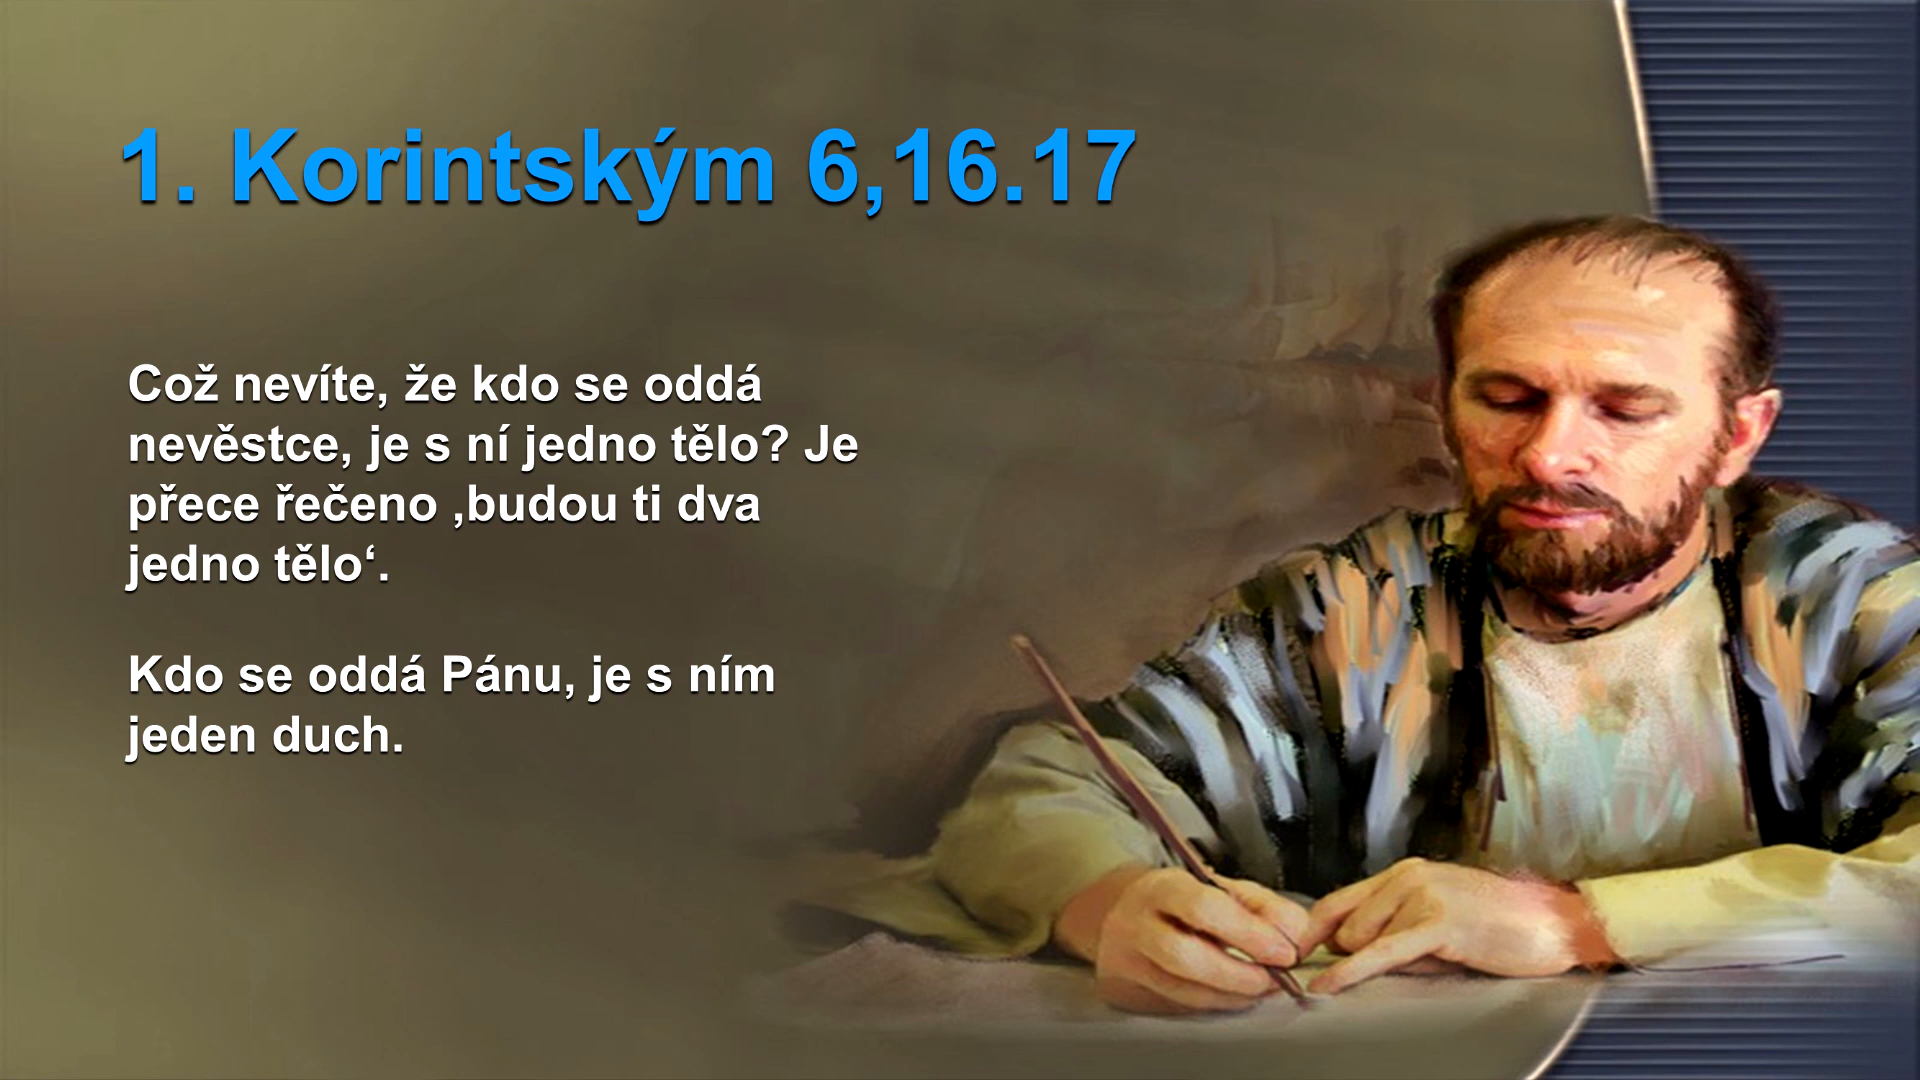 1. Korintským 6,16.17
Což nevíte, že kdo se oddá
nevěstce, je s ní jedno tělo? Je
přece řečeno ‚budou ti dva
jedno tělo‘.
Kdo se oddá Pánu, je s ním
jeden duch.